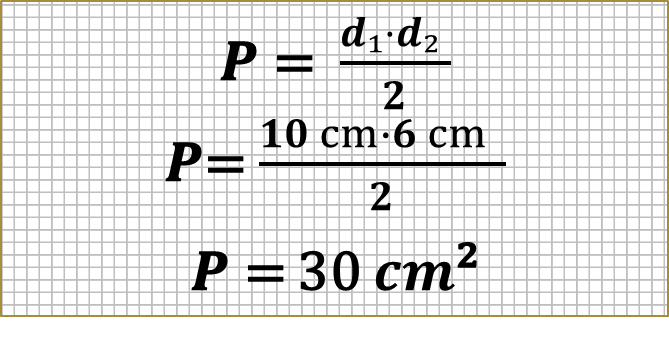 P = d₁·d₂ / 2
P = 10 cm·6 cm / 2
P = 30 cm²